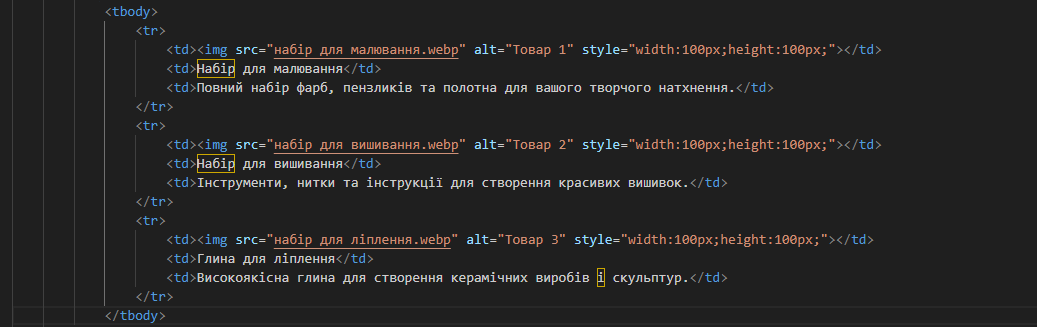 <tbody>
<tr>
<td><img src="набір для малювання.webp" alt="Товар 1" style="width:100px;height:100px;"></td>
<td>Набір для малювання</td>
<td>Повний набір фарб, пензликів та полотна для вашого творчого натхнення.</td>
</tr>
<tr>
<td><img src="набір для вишивання.webp" alt="Товар 2" style="width:100px;height:100px;"></td>
<td>Набір для вишивання</td>
<td>Інструменти, нитки та інструкції для створення красивих вишивок.</td>
</tr>
<tr>
<td><img src="набір для ліплення.webp" alt="Товар 3" style="width:100px;height:100px;"></td>
<td>Глина для ліплення</td>
<td>Високоякісна глина для створення керамічних виробів і скульптур.</td>
</tr>
</tbody>